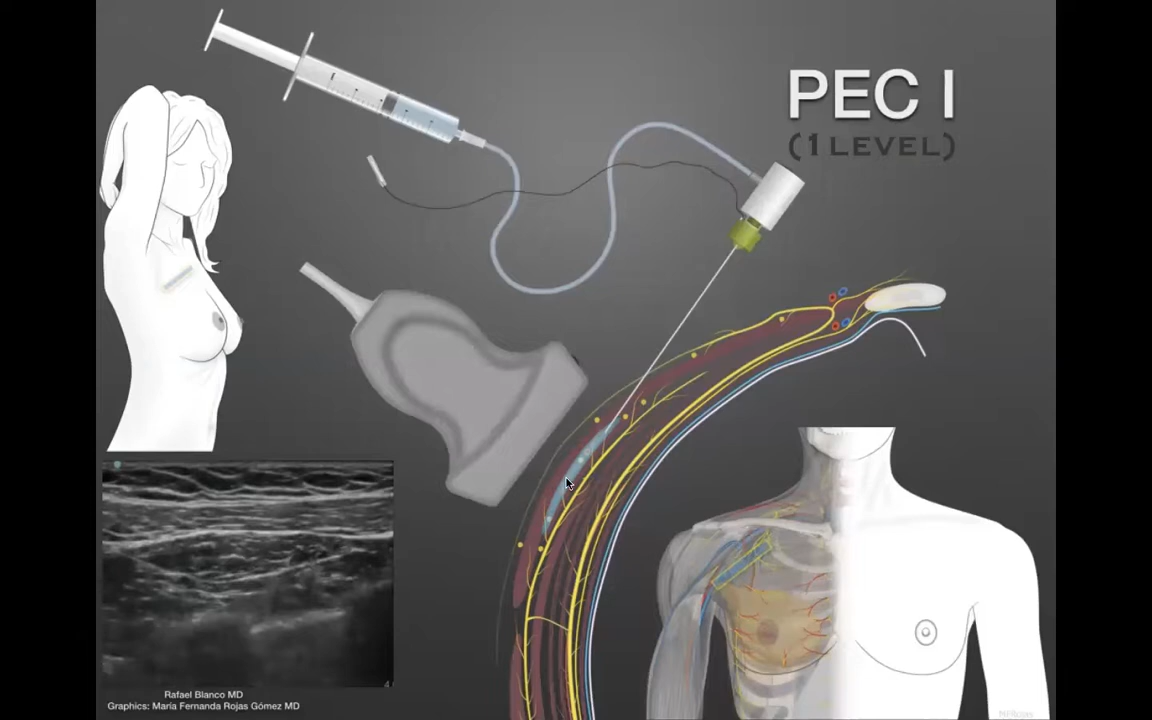 PEC I
(1 LEVEL)
Rafael Blanco MD
Graphics: María Fernanda Rojas Gómez MD